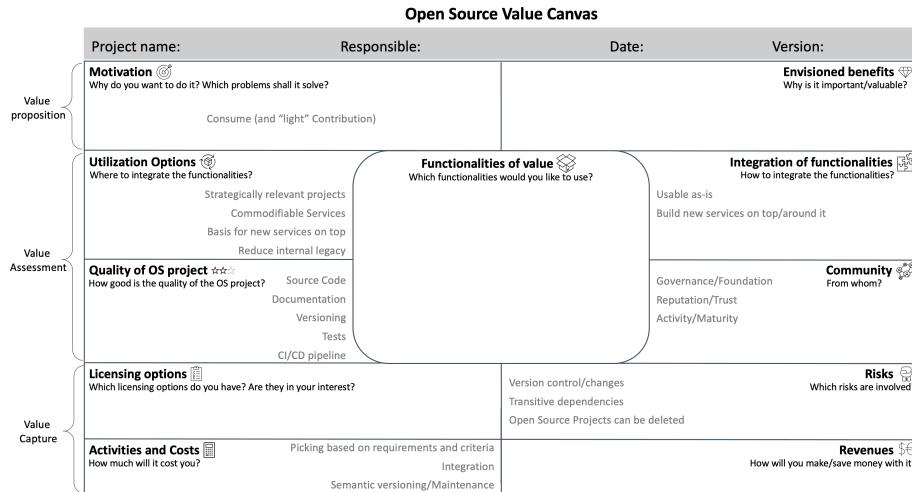 Open Source Value Canvas
Project name: Responsible: Date: Version:
Value
proposition
Motivation
Why do you want to do it? Which problems shall it solve?
Consume (and "light" Contribution)
Envisioned benefits
Why is it important/valuable?
Value
Assessment
Utilization Options
Where to integrate the functionalities?
Strategically relevant projects
Commodifiable Services
Basis for new services on top
Reduce internal legacy
Functionalities of value
Which functionalities would you like to use?
Integration of functionalities
How to integrate the functionalities?
Usable as-is
Build new services on top/around it
Quality of OS project
How good is the quality of the OS project?
Source Code
Documentation
Versioning
Tests
CI/CD pipeline
Community
From whom?
Governance/Foundation
Reputation/Trust
Activity/Maturity
Value
Capture
Licensing options
Which licensing options do you have? Are they in your interest?
Risks
Which risks are involved
Version control/changes
Transitive dependencies
Open Source Projects can be deleted
Activities and Costs
How much will it cost you?
Picking based on requirements and criteria
Integration
Semantic versioning/Maintenance
Revenues
How will you make/save money with it